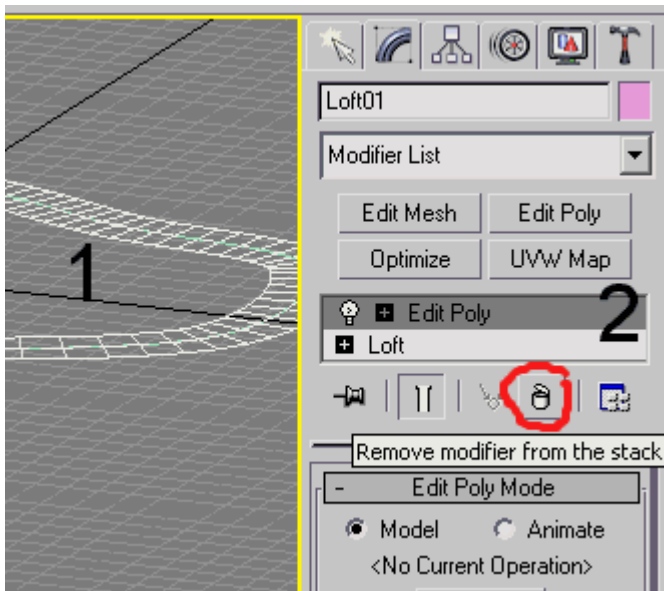 Loft01
Modifier List
Edit Mesh Edit Poly
Optimize UVW Map
1
2
Edit Poly
Loft
Remove modifier from the stack
- Edit Poly Mode
Model Animate
<No Current Operation>